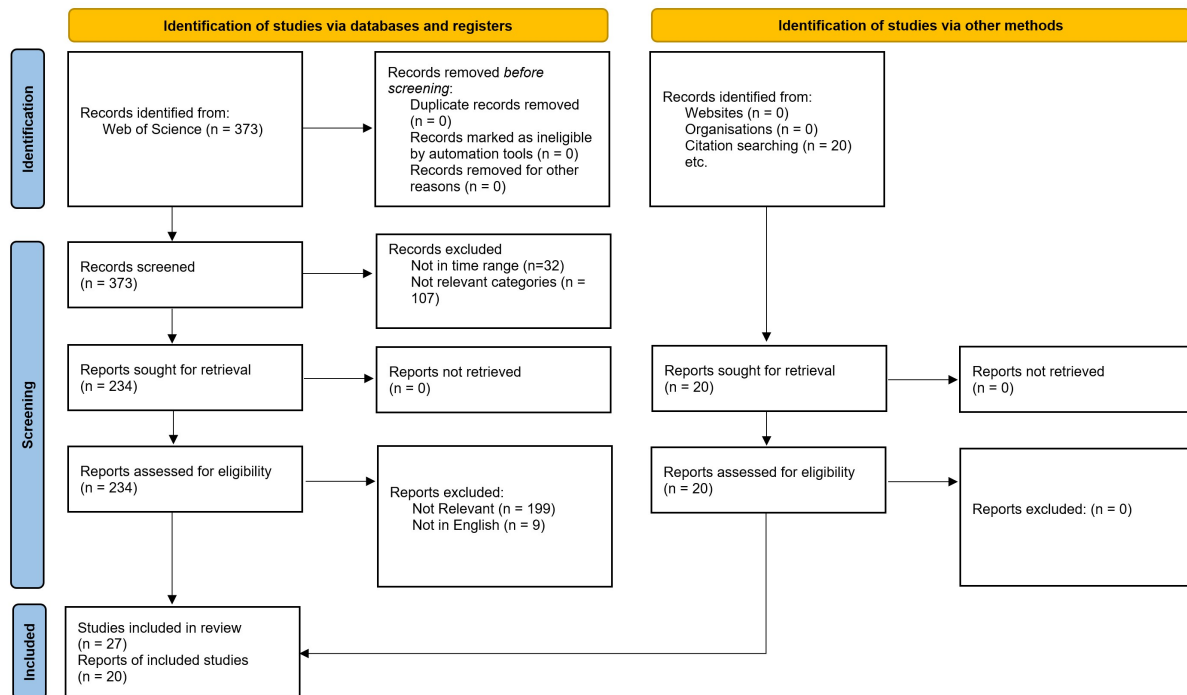 Identification of studies via databases and registers
Identification of studies via other methods
Identification
Records identified from:
Web of Science (n = 373)
Records removed before
screening:
Duplicate records removed
(n = 0)
Records marked as ineligible
by automation tools (n = 0)
Records removed for other
reasons (n = 0)
Records identified from:
Websites (n = 0)
Organisations (n = 0)
Citation searching (n = 20)
etc.
Screening
Records screened
(n = 373)
Records excluded
Not in time range (n=32)
Not relevant categories (n =
107)
Reports sought for retrieval
(n = 234)
Reports not retrieved
(n = 0)
Reports sought for retrieval
(n = 20)
Reports not retrieved
(n = 0)
Reports assessed for eligibility
(n = 234)
Reports excluded:
Not Relevant (n = 199)
Not in English (n = 9)
Reports assessed for eligibility
(n = 20)
Reports excluded: (n = 0)
Included
Studies included in review
(n = 27)
Reports of included studies
(n = 20)